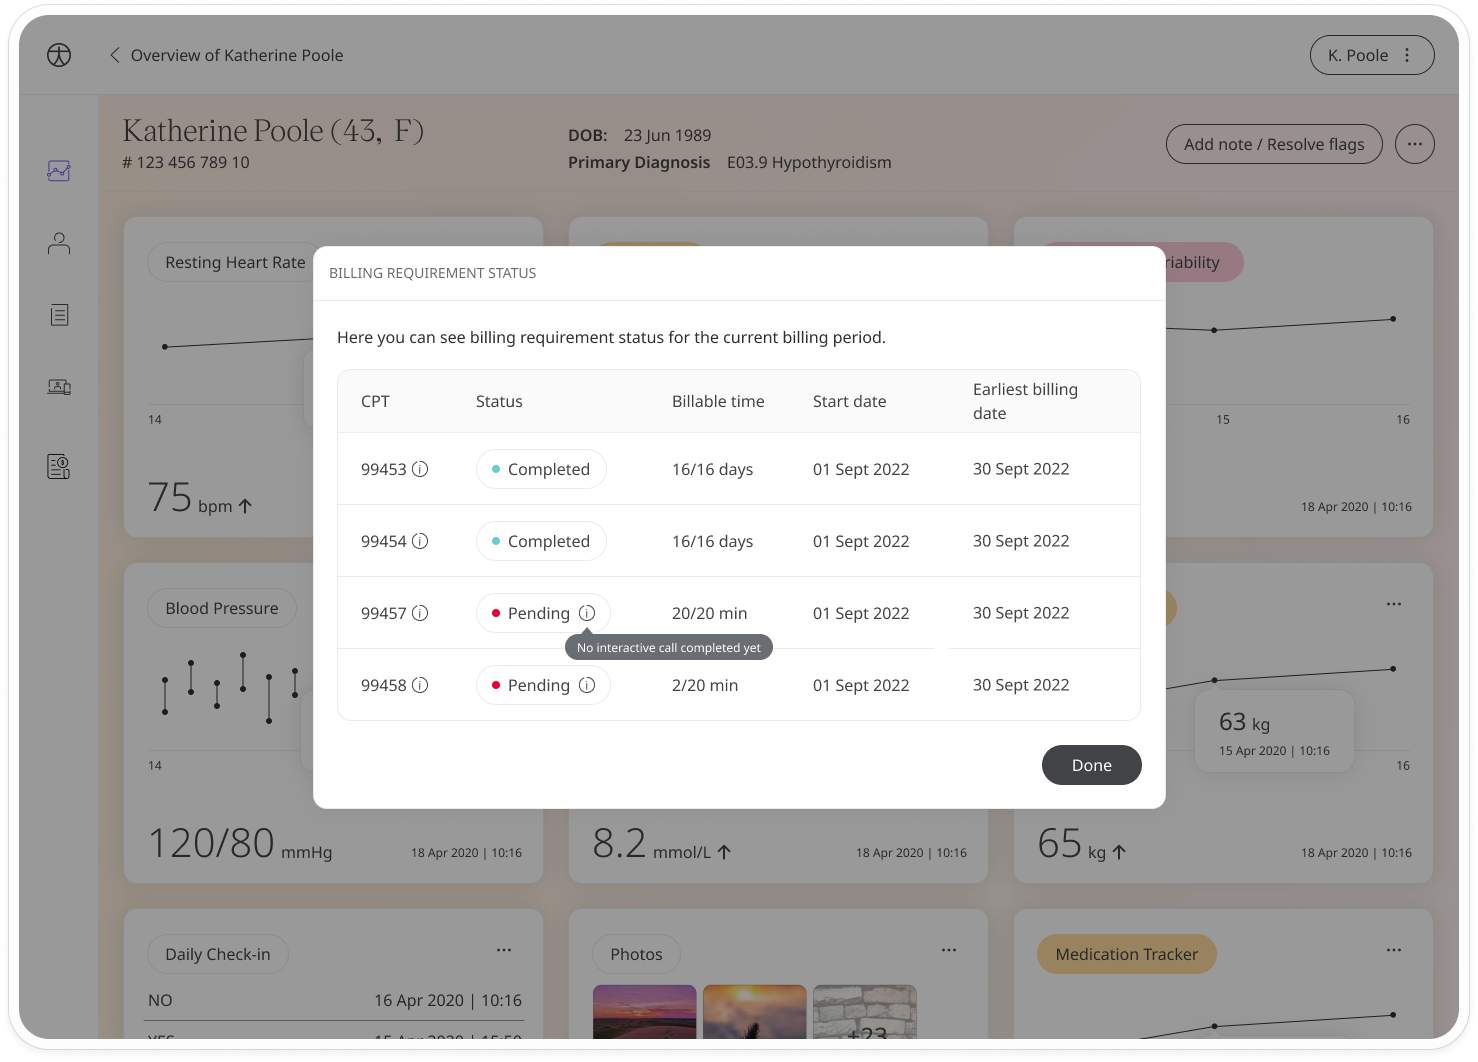 Overview of Katherine Poole
K. Poole
Katherine Poole (43, F)
# 123 456 789 10
DOB: 23 Jun 1989
Primary Diagnosis E03.9 Hypothyroidism
Add note / Resolve flags
Resting Heart Rate
riability
14
15
16
75 bpm
18 Apr 2020 | 10:16
BILLING REQUIREMENT STATUS
Here you can see billing requirement status for the current billing period.
CPT Status Billable time Start date Earliest billing date
99453 Completed 16/16 days 01 Sept 2022 30 Sept 2022
99454 Completed 16/16 days 01 Sept 2022 30 Sept 2022
99457 Pending 20/20 min 01 Sept 2022 30 Sept 2022
No interactive call completed yet
99458 Pending 2/20 min 01 Sept 2022 30 Sept 2022
Done
Blood Pressure
14
120/80 mmHg
18 Apr 2020 | 10:16
8.2 mmol/L
18 Apr 2020 | 10:16
63 kg
15 Apr 2020 | 10:16
16
65 kg
18 Apr 2020 | 10:16
Daily Check-in
NO 16 Apr 2020 | 10:16
YES 15 Apr 2020 | 15:50
Photos
+23
Medication Tracker